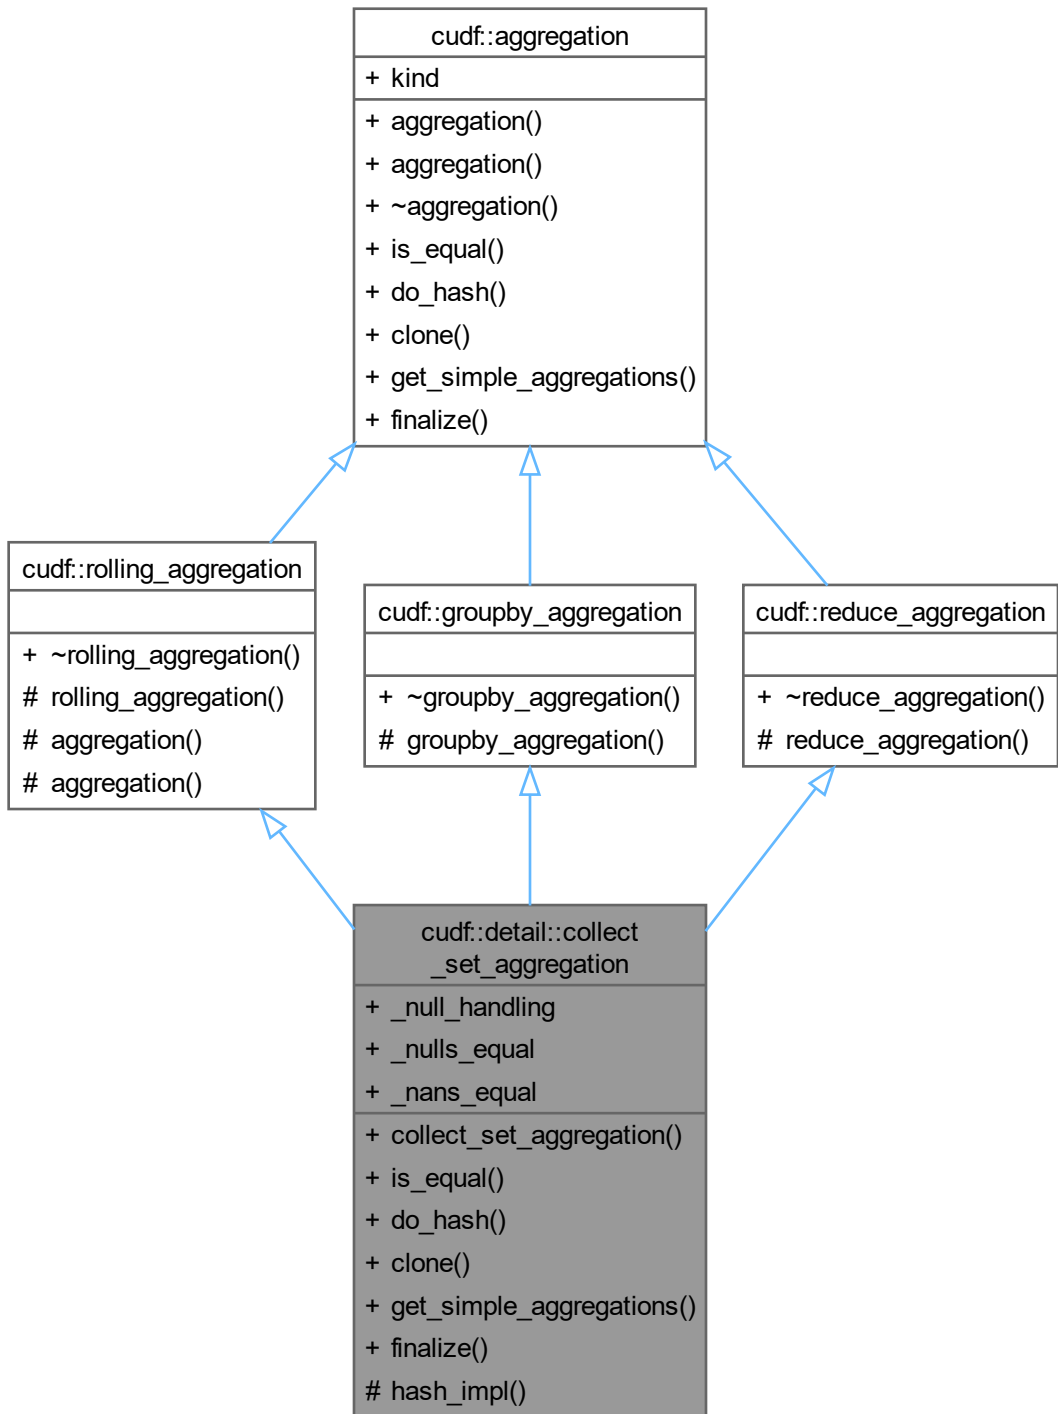 cudf::aggregation
+ kind
+ aggregation()
+ aggregation()
+ ~aggregation()
+ is_equal()
+ do_hash()
+ clone()
+ get_simple_aggregations()
+ finalize()
cudf::rolling_aggregation
+ ~rolling_aggregation()
# rolling_aggregation()
# aggregation()
# aggregation()
cudf::groupby_aggregation
+ ~groupby_aggregation()
# groupby_aggregation()
cudf::reduce_aggregation
+ ~reduce_aggregation()
# reduce_aggregation()
cudf::detail::collect
_set_aggregation
+ _null_handling
+ _nulls_equal
+ _nans_equal
+ collect_set_aggregation()
+ is_equal()
+ do_hash()
+ clone()
+ get_simple_aggregations()
+ finalize()
# hash_impl()